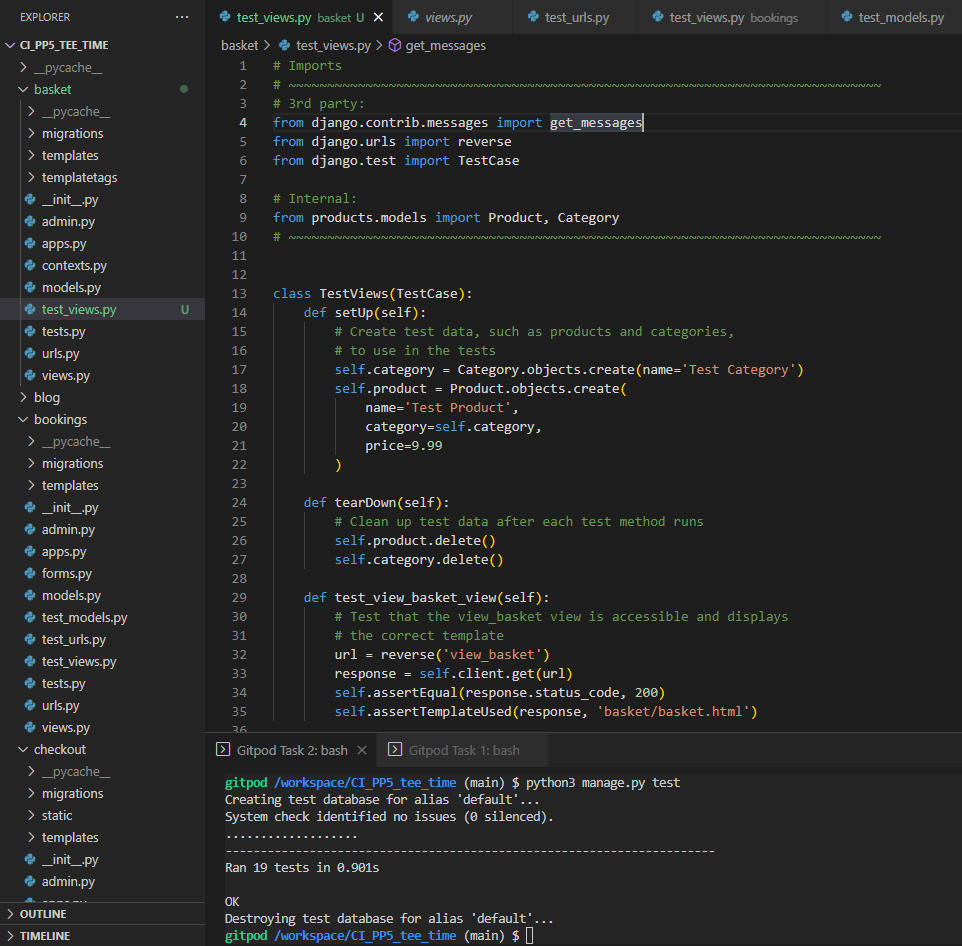 EXPLORER
CI_PP5_TEE_TIME
__pycache__
basket
__pycache__
migrations
templates
templatetags
__init__.py
admin.py
apps.py
contexts.py
models.py
test_views.py U
tests.py
urls.py
views.py
blog
bookings
__pycache__
migrations
templates
__init__.py
admin.py
apps.py
forms.py
models.py
test_models.py
test_urls.py
test_views.py
tests.py
urls.py
views.py
checkout
__pycache__
migrations
static
templates
__init__.py
admin.py
OUTLINE
TIMELINE
test_views.py basket U
views.py
test_urls.py
test_views.py bookings
test_models.py
basket > test_views.py > get_messages
1 # Imports
2 # ~~~~~~~~~~~~~~~~~~~~~~~~~~~~~~~~~~~~~~~~~~~~~~~~~~~~~~~~~~~~~~~~~~~~~~~~~~~~~
3 # 3rd party:
4 from django.contrib.messages import get_messages
5 from django.urls import reverse
6 from django.test import TestCase
7
8 # Internal:
9 from products.models import Product, Category
10 # ~~~~~~~~~~~~~~~~~~~~~~~~~~~~~~~~~~~~~~~~~~~~~~~~~~~~~~~~~~~~~~~~~~~~~~~~~~~~~
11
12
13 class TestViews(TestCase):
14     def setUp(self):
15         # Create test data, such as products and categories,
16         # to use in the tests
17         self.category = Category.objects.create(name='Test Category')
18         self.product = Product.objects.create(
19             name='Test Product',
20             category=self.category,
21             price=9.99
22         )
23
24     def tearDown(self):
25         # Clean up test data after each test method runs
26         self.product.delete()
27         self.category.delete()
28
29     def test_view_basket_view(self):
30         # Test that the view_basket view is accessible and displays
31         # the correct template
32         url = reverse('view_basket')
33         response = self.client.get(url)
34         self.assertEqual(response.status_code, 200)
35         self.assertTemplateUsed(response, 'basket/basket.html')
36
Gitpod Task 2: bash
Gitpod Task 1: bash
gitpod /workspace/CI_PP5_tee_time (main) $ python3 manage.py test
Creating test database for alias 'default'...
System check identified no issues (0 silenced).
...................
----------------------------------------------------------------------
Ran 19 tests in 0.901s
OK
Destroying test database for alias 'default'...
gitpod /workspace/CI_PP5_tee_time (main) $